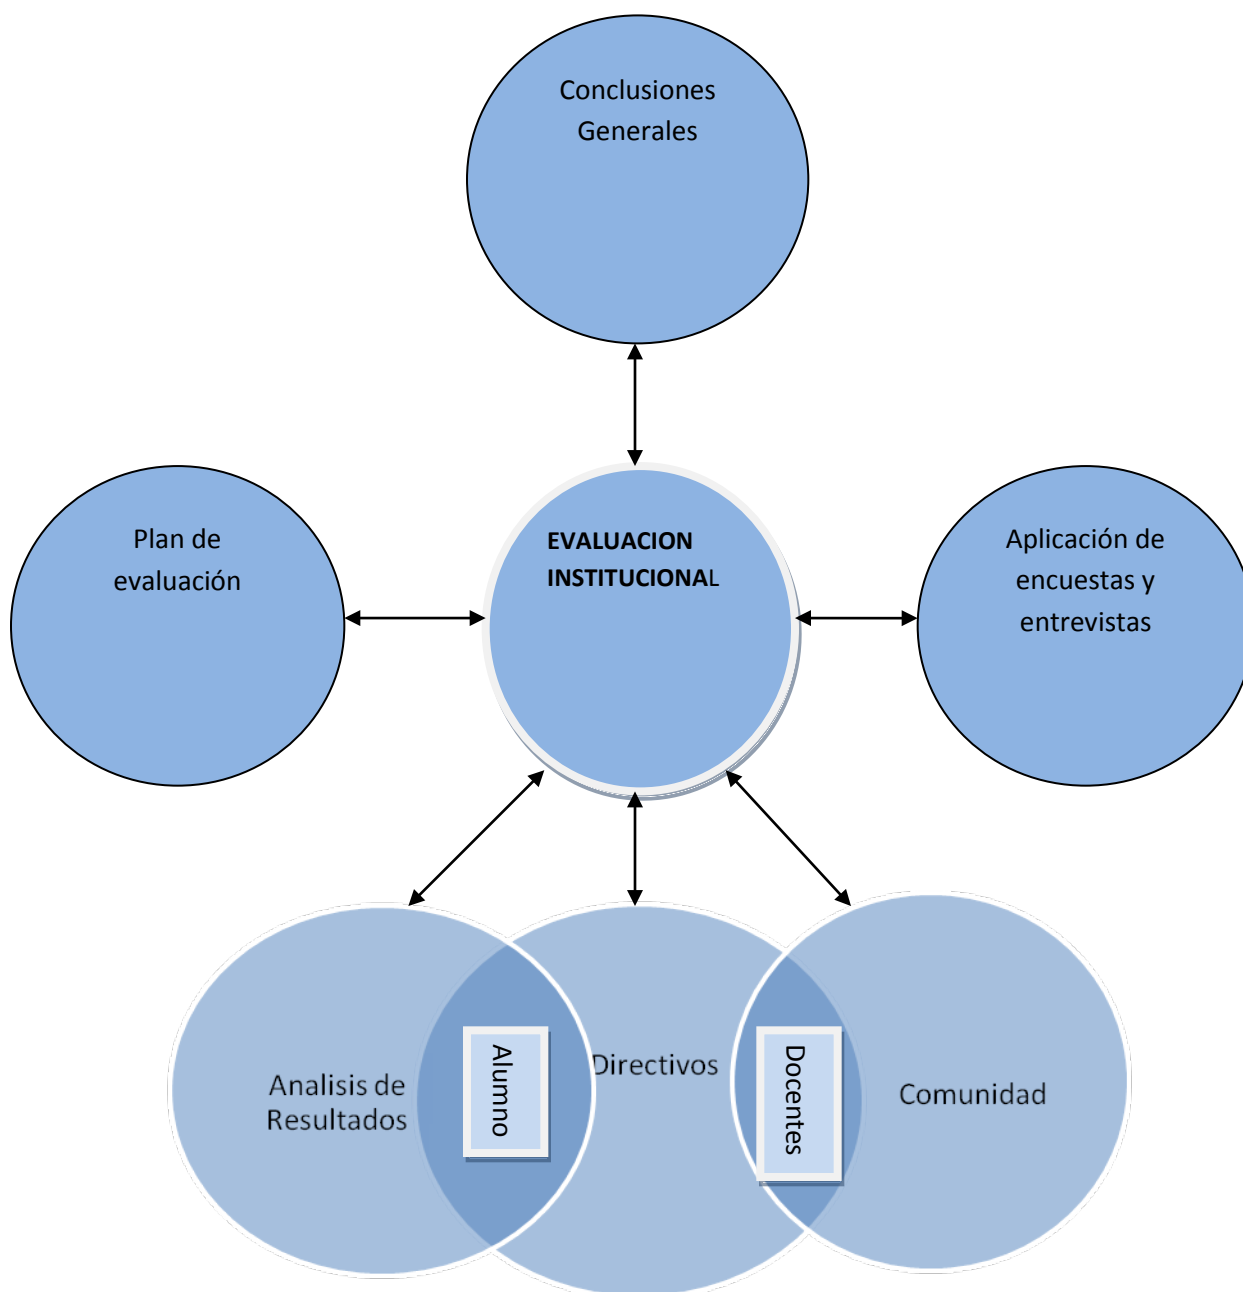 Conclusiones
Generales
Plan de
evaluación
EVALUACION
INSTITUCIONAL
Aplicación de
encuestas y
entrevistas
Analisis de
Resultados
Alumno
Directivos
Docentes
Comunidad